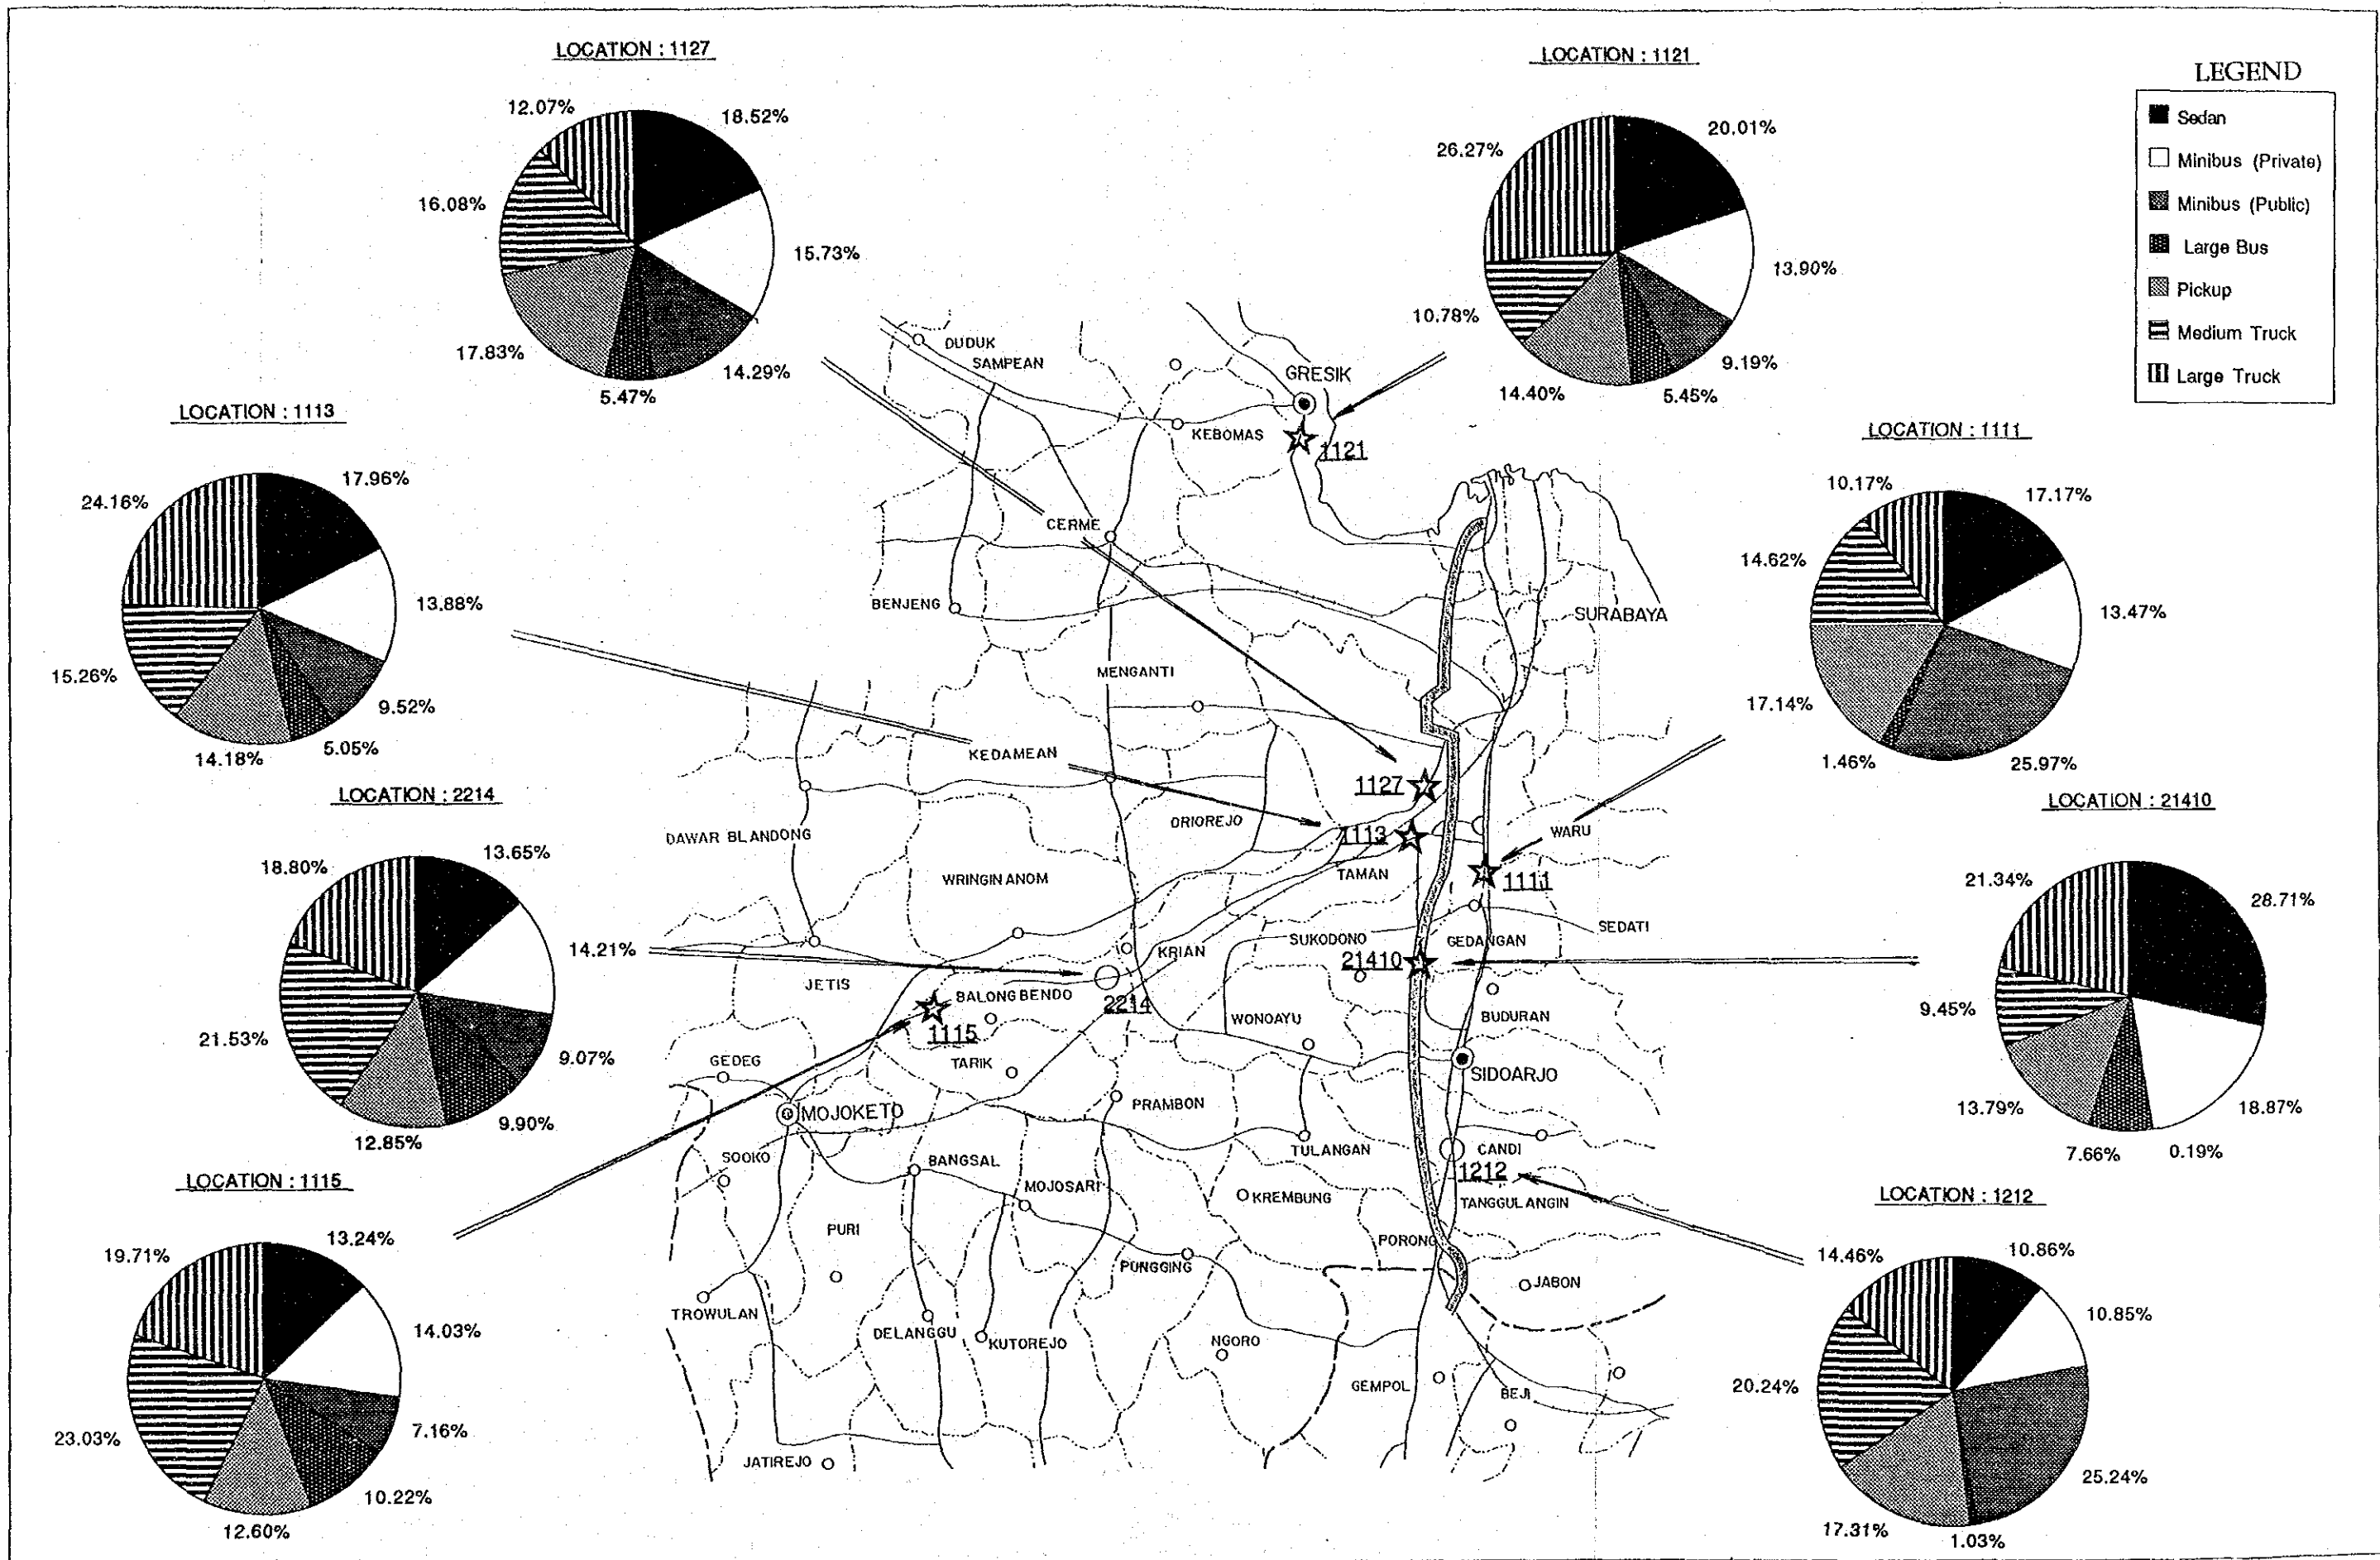 LOCATION : 1127
12.07%
18.52%
16.08%
15.73%
17.83%
14.29%
5.47%
LOCATION : 1121
26.27%
20.01%
13.90%
10.78%
9.19%
14.40%
5.45%
LEGEND
Sedan
Minibus (Private)
Minibus (Public)
Large Bus
Pickup
Medium Truck
Large Truck
LOCATION : 1113
24.16%
17.96%
13.88%
15.26%
9.52%
14.18%
5.05%
LOCATION : 1111
10.17%
17.17%
14.62%
13.47%
17.14%
1.46%
25.97%
LOCATION : 2214
18.80%
13.65%
14.21%
21.53%
9.07%
9.90%
12.85%
LOCATION : 21410
21.34%
28.71%
9.45%
13.79%
18.87%
7.66%
0.19%
LOCATION : 1115
19.71%
13.24%
14.03%
23.03%
7.16%
10.22%
12.60%
LOCATION : 1212
14.46%
10.86%
10.85%
20.24%
25.24%
17.31%
1.03%
DUDUK
SAMPEAN
GRESIK
KEBOMAS
1121
CERME
BENJENG
SURABAYA
MENGANTI
KEDAMEAN
1127
DAWAR BLANDONG
DRIOREJO
1113
WARU
WRINGIN ANOM
TAMAN
1111
SEDATI
SUKODONO
GEDANGAN
KRIAN
21410
JETIS
BALONG BENDO
2214
1115
WONOAYU
BUDURAN
GEDEG
TARIK
SIDOARJO
MOJOKETO
PRAMBON
SOOKO
BANGSAL
TULANGAN
CANDI
1212
MOJOSARI
KREMBUNG
TANGGULANGIN
PURI
PORONG
PUNGGING
JABON
TROWULAN
DELANGGU
KUTOREJO
NGORO
GEMPOL
BEJI
JATIREJO